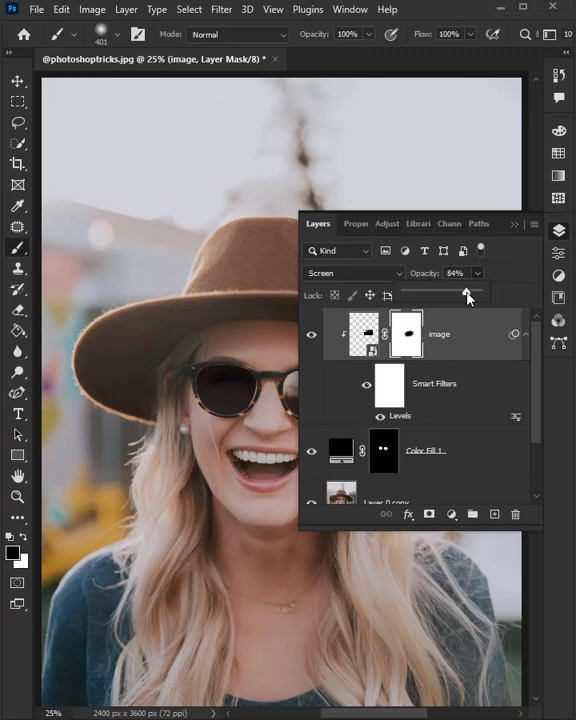 Ps File Edit Image Layer Type Select Filter 3D View Plugins Window Help
401 Mode: Normal Opacity: 100% Flow: 100%
@photoshoptricks.jpg @ 25% (image, Layer Mask/8) *
Layers Proper Adjust Librari Chann Paths
Kind
Screen Opacity: 84%
Lock:
image
Smart Filters
Levels
Color Fill 1
Layer 0 copy
fx
25% 2400 px x 3600 px (72 ppi)